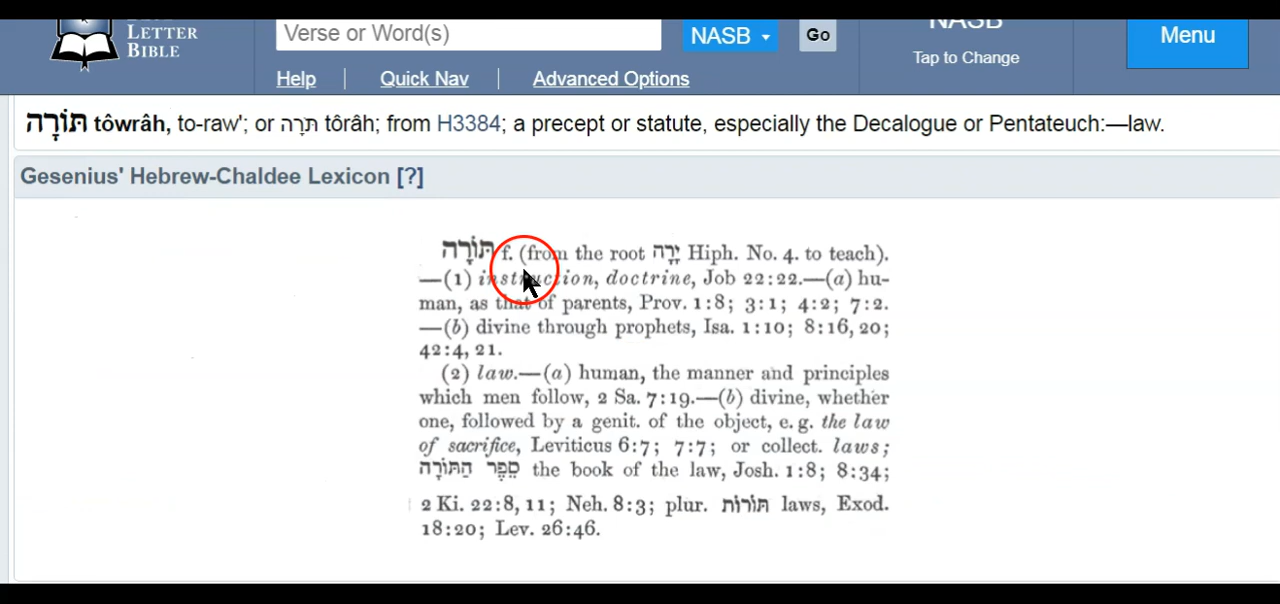 LETTER
BIBLE
Verse or Word(s)
NASB
Go
NASB
Tap to Change
Menu
Help | Quick Nav | Advanced Options
תּוֹרָה tôwrâh, to-raw'; or תֹּרָה tôrâh; from H3384; a precept or statute, especially the Decalogue or Pentateuch:—law.
Gesenius' Hebrew-Chaldee Lexicon [?]
תּוֹרָה f. (from the root יָרָה Hiph. No. 4. to teach).
—(1) instruction, doctrine, Job 22:22.—(a) hu-
man, as that of parents, Prov. 1:8; 3:1; 4:2; 7:2.
—(b) divine through prophets, Isa. 1:10; 8:16, 20;
42:4, 21.
(2) law.—(a) human, the manner and principles
which men follow, 2 Sa. 7:19.—(b) divine, whether
one, followed by a genit. of the object, e. g. the law
of sacrifice, Leviticus 6:7; 7:7; or collect. laws;
סֵפֶר הַתּוֹרָה the book of the law, Josh. 1:8; 8:34;
2 Ki. 22:8, 11; Neh. 8:3; plur. תּוֹרוֹת laws, Exod.
18:20; Lev. 26:46.